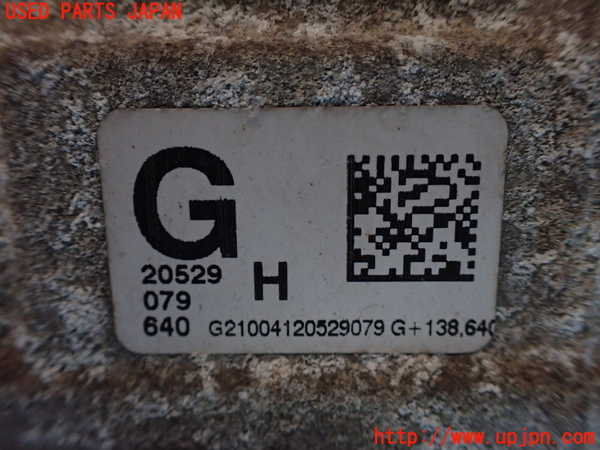 USED PARTS JAPAN
G
20529
079
H
640 G21004120529079 G+138,640
http://www.upjpn.com/